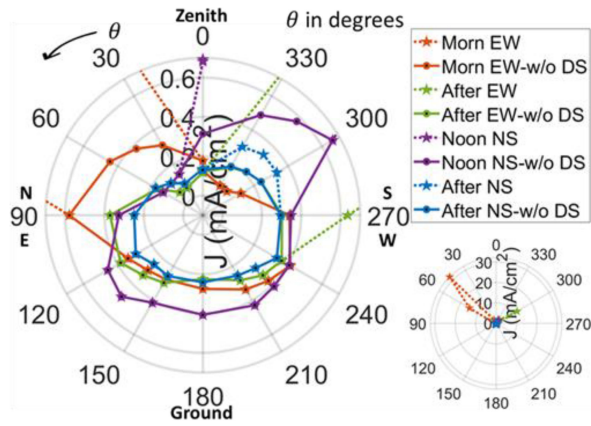 Zenith
θ in degrees
θ
0
30
330
0.6
60
300
0.4
0.2
0
J (mA/cm²)
N
90
E
S
270
W
120
240
150
210
180
Ground
Morn EW
Morn EW-w/o DS
After EW
After EW-w/o DS
Noon NS
Noon NS-w/o DS
After NS
After NS-w/o DS
0
30
330
30
60
300
20
10
0
J (mA/cm²)
90
270
120
240
150
210
180